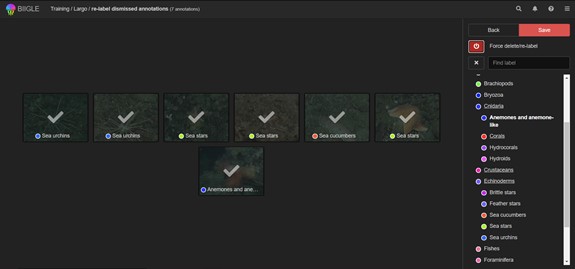 BIIGLE Training / Largo / re-label dismissed annotations (7 annotations)
Back Save
Force delete/re-label
Find label
Brachiopods
Bryozoa
Cnidaria
Anemones and anemone-
like
Corals
Hydrocorals
Hydroids
Crustaceans
Echinoderms
Brittle stars
Feather stars
Sea cucumbers
Sea stars
Sea urchins
Fishes
Foraminifera
Sea urchins Sea urchins Sea stars Sea stars Sea cucumbers Sea stars
Anemones and ane...